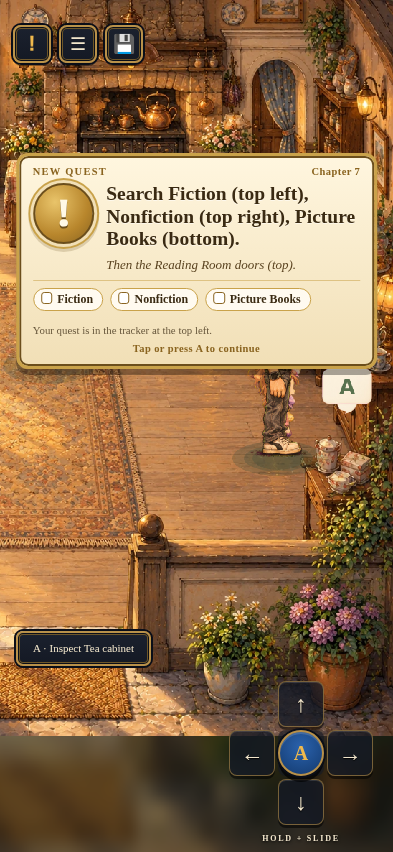 !
NEW QUEST
Chapter 7
!
Search Fiction (top left),
Nonfiction (top right), Picture
Books (bottom).
Then the Reading Room doors (top).
Fiction
Nonfiction
Picture Books
Your quest is in the tracker at the top left.
Tap or press A to continue
A
A · Inspect Tea cabinet
↑
← A →
↓
HOLD + SLIDE